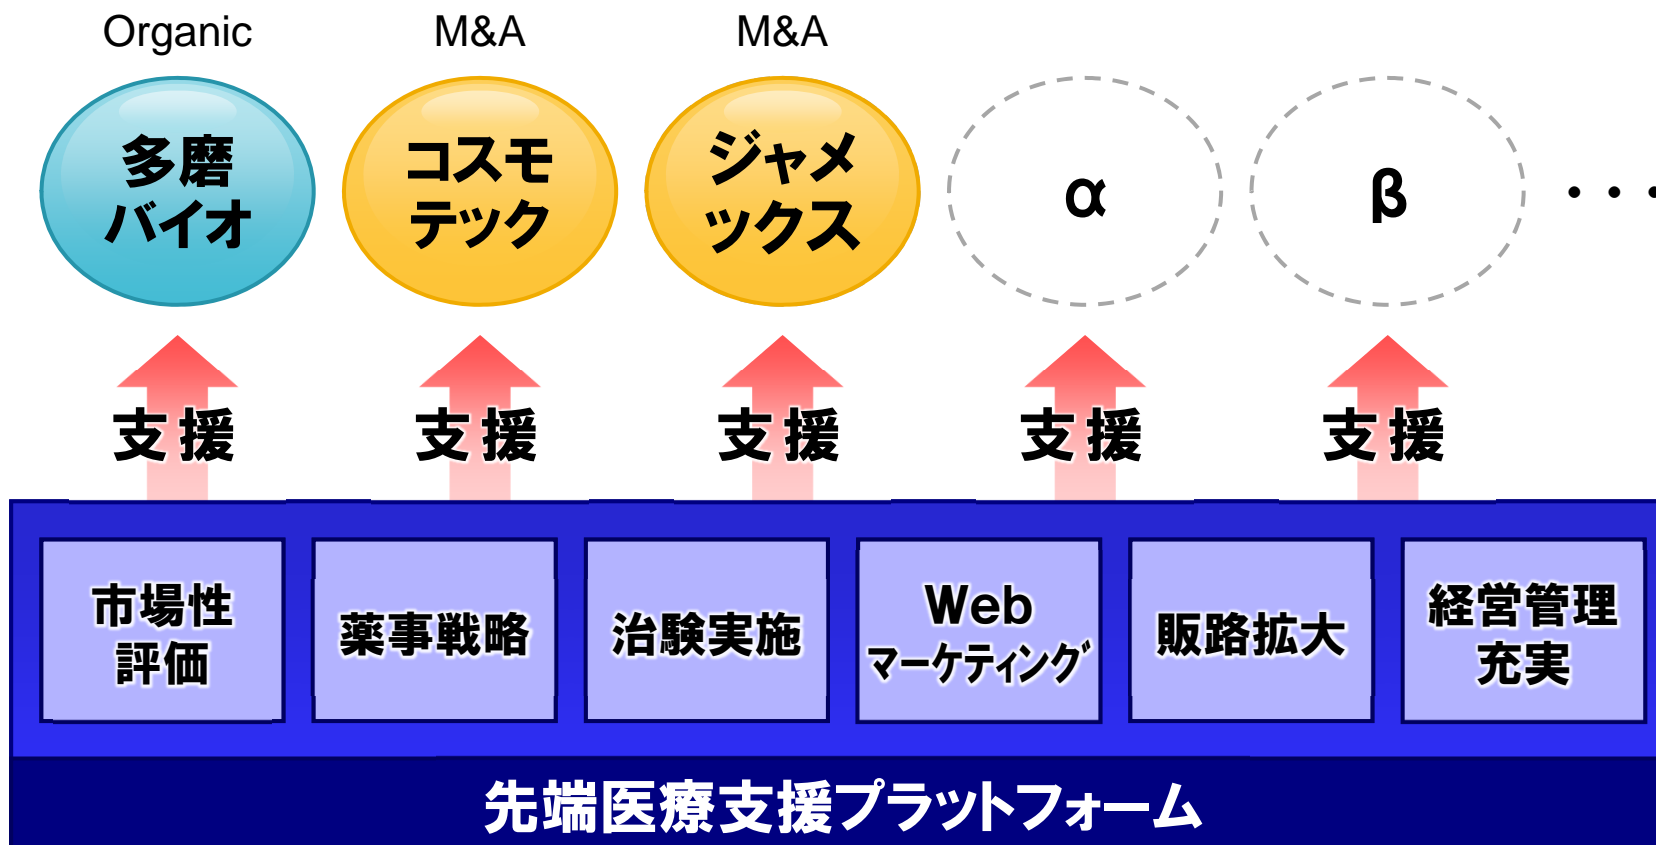 Organic
M&A
M&A
多磨
バイオ
コスモ
テック
ジャメ
ックス
α
β
・・・
支援
支援
支援
支援
支援
市場性
評価
薬事戦略
治験実施
Web
マーケティング
販路拡大
経営管理
充実
先端医療支援プラットフォーム